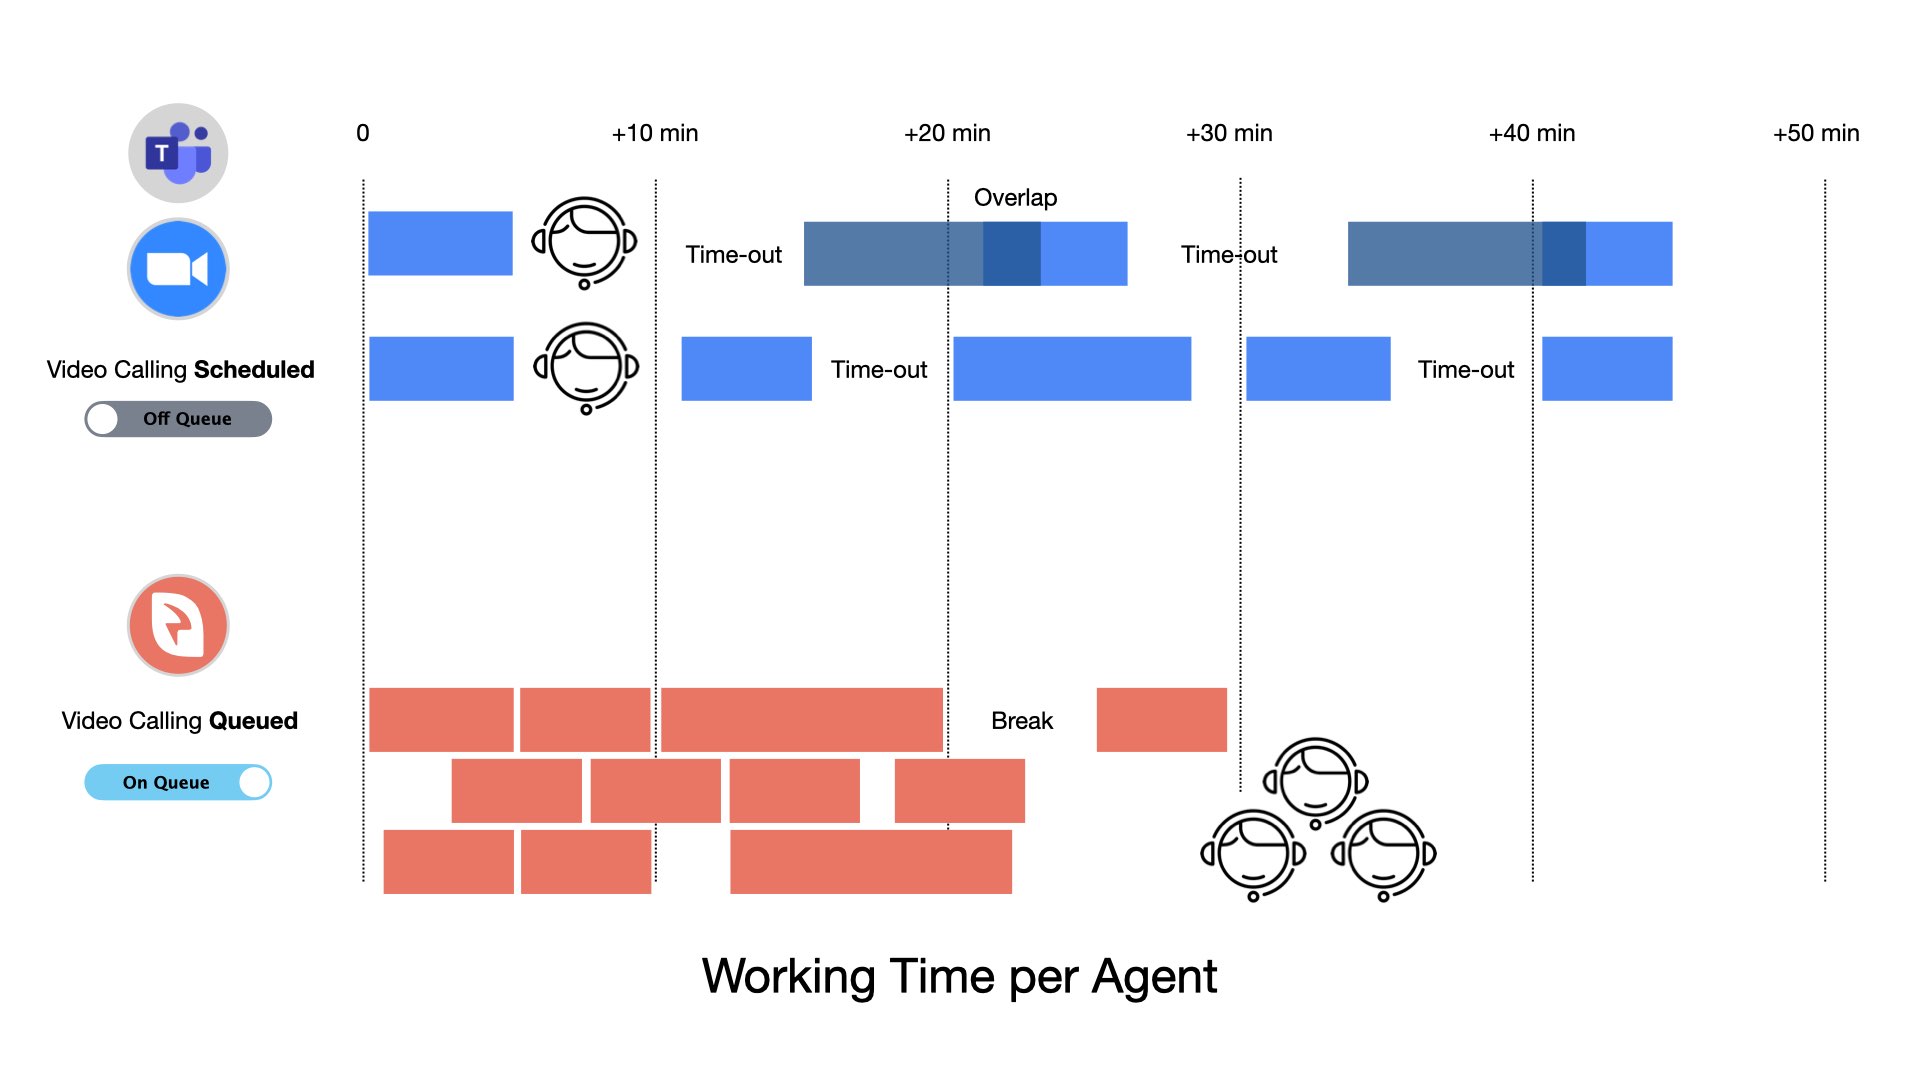 0 +10 min +20 min +30 min +40 min +50 min
T
Overlap
Time-out Time-out
Video Calling Scheduled
Time-out Time-out
Off Queue
Video Calling Queued
Break
On Queue
Working Time per Agent